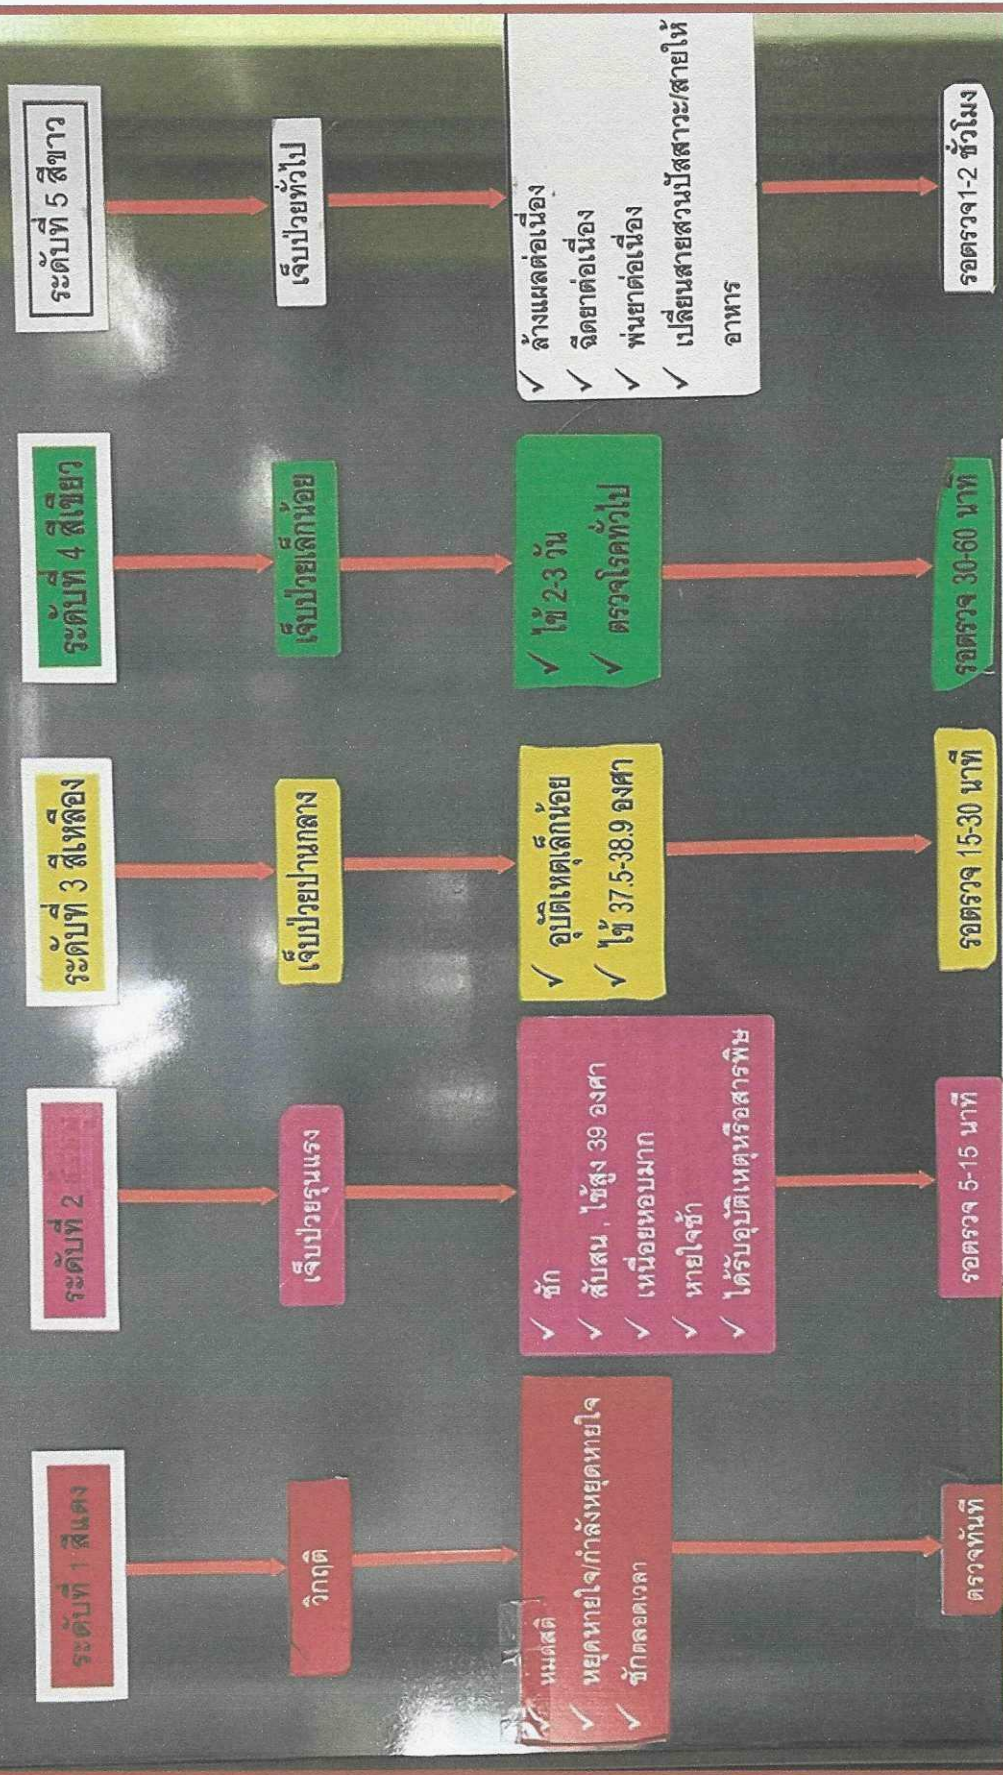 ระดับที่ 1 สีแดง
วิกฤติ
✓ หมดสติ
✓ หยุดหายใจ/กำลังหยุดหายใจ
✓ ชักตลอดเวลา
ตรวจทันที
ระดับที่ 2
เจ็บป่วยรุนแรง
✓ ชัก
✓ สับสน , ไข้สูง 39 องศา
✓ เหนื่อยหอบมาก
✓ หายใจช้า
✓ ได้รับอุบัติเหตุหรือสารพิษ
รอตรวจ 5-15 นาที
ระดับที่ 3 สีเหลือง
เจ็บป่วยปานกลาง
✓ อุบัติเหตุเล็กน้อย
✓ ไข้ 37.5-38.9 องศา
รอตรวจ 15-30 นาที
ระดับที่ 4 สีเขียว
เจ็บป่วยเล็กน้อย
✓ ไข้ 2-3 วัน
✓ ตรวจโรคทั่วไป
รอตรวจ 30-60 นาที
ระดับที่ 5 สีขาว
เจ็บป่วยทั่วไป
✓ ล้างแผลต่อเนื่อง
✓ ฉีดยาต่อเนื่อง
✓ พ่นยาต่อเนื่อง
✓ เปลี่ยนสายสวนปัสสาวะ/สายให้
อาหาร
รอตรวจ1-2 ชั่วโมง